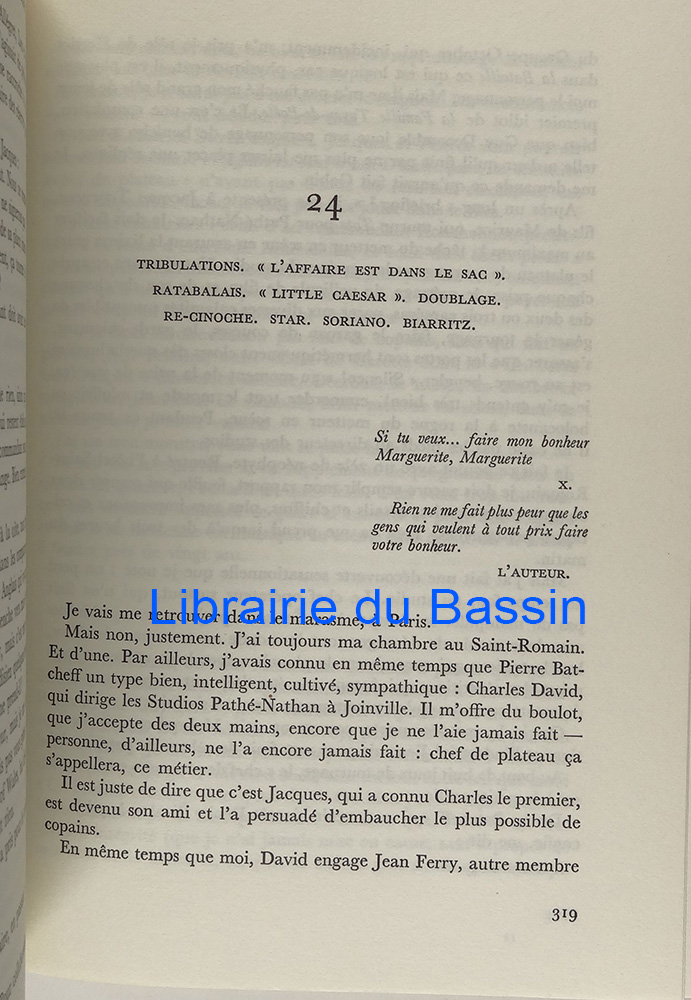 24
TRIBULATIONS. « L'AFFAIRE EST DANS LE SAC ».
RATABALAIS. « LITTLE CAESAR ». DOUBLAGE.
RE-CINOCHE. STAR. SORIANO. BIARRITZ.
Si tu veux... faire mon bonheur
Marguerite, Marguerite
X.
Rien ne me fait plus peur que les
gens qui veulent à tout prix faire
votre bonheur.
L'AUTEUR.
Librairie du Bassin
Je vais me retrouver dans le marasme, à Paris.
Mais non, justement. J'ai toujours ma chambre au Saint-Romain.
Et d'une. Par ailleurs, j'avais connu en même temps que Pierre Bat-
cheff un type bien, intelligent, cultivé, sympathique : Charles David,
qui dirige les Studios Pathé-Nathan à Joinville. Il m'offre du boulot,
que j'accepte des deux mains, encore que je ne l'aie jamais fait —
personne, d'ailleurs, ne l'a encore jamais fait : chef de plateau ça
s'appellera, ce métier.
Il est juste de dire que c'est Jacques, qui a connu Charles le premier,
est devenu son ami et l'a persuadé d'embaucher le plus possible de
copains.
En même temps que moi, David engage Jean Ferry, autre membre
319